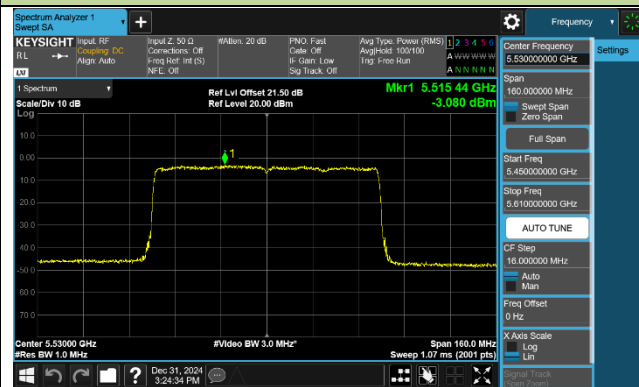 Spectrum Analyzer 1
Swept SA
Frequency
KEYSIGHT
RL
LXI
Input: RF
Coupling: DC
Align: Auto
Input Z: 50 Ω
Corrections: Off
Freq Ref: Int (S)
NFE: Off
#Atten: 20 dB
PNO: Fast
Gate: Off
IF Gain: Low
Sig Track: Off
Avg Type: Power (RMS)
Avg|Hold: 100/100
Trig: Free Run
1 2 3 4 5 6
A W W W W W
A N N N N N
Center Frequency
5.530000000 GHz
Settings
Span
160.000000 MHz
Swept Span
Zero Span
Full Span
Start Freq
5.450000000 GHz
Stop Freq
5.610000000 GHz
AUTO TUNE
CF Step
16.000000 MHz
Auto
Man
Freq Offset
0 Hz
X Axis Scale
Log
Lin
Signal Track
(Span Zoom)
1 Spectrum
Scale/Div 10 dB
Log
Ref Lvl Offset 21.50 dB
Ref Level 20.00 dBm
Mkr1 5.515 44 GHz
-3.080 dBm
1
10.0
0.00
10.0
20.0
30.0
40.0
50.0
60.0
70.0
Center 5.53000 GHz
#Res BW 1.0 MHz
#Video BW 3.0 MHz*
Span 160.0 MHz
Sweep 1.07 ms (2001 pts)
Dec 31, 2024
3:24:34 PM